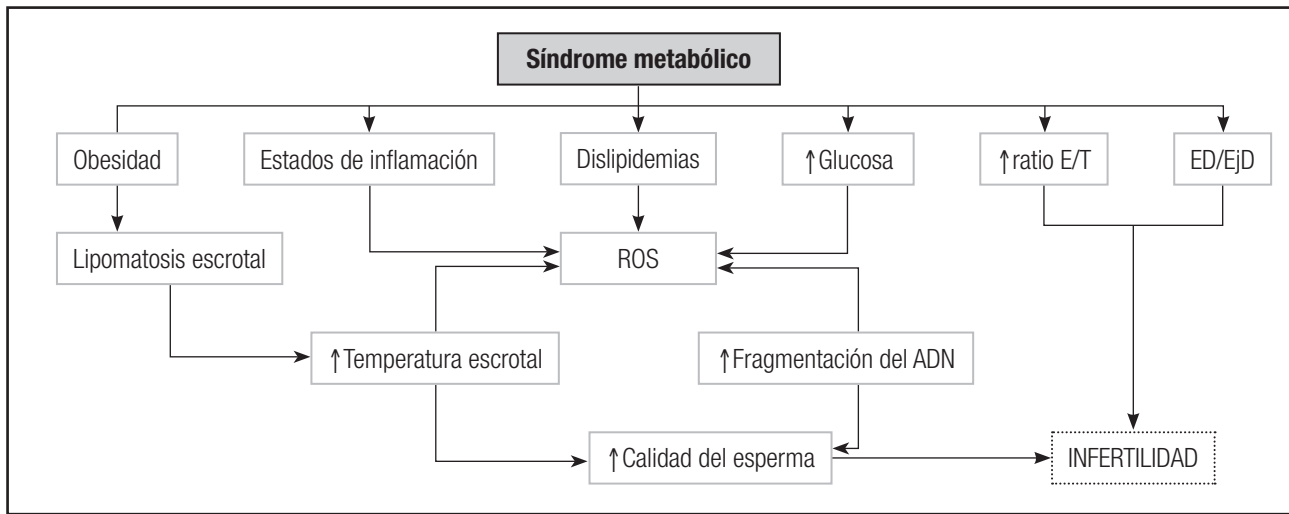 Síndrome metabólico
Obesidad
Estados de inflamación
Dislipidemias
↑Glucosa
↑ratio E/T
ED/EjD
Lipomatosis escrotal
ROS
↑Temperatura escrotal
↑Fragmentación del ADN
↑Calidad del esperma
INFERTILIDAD